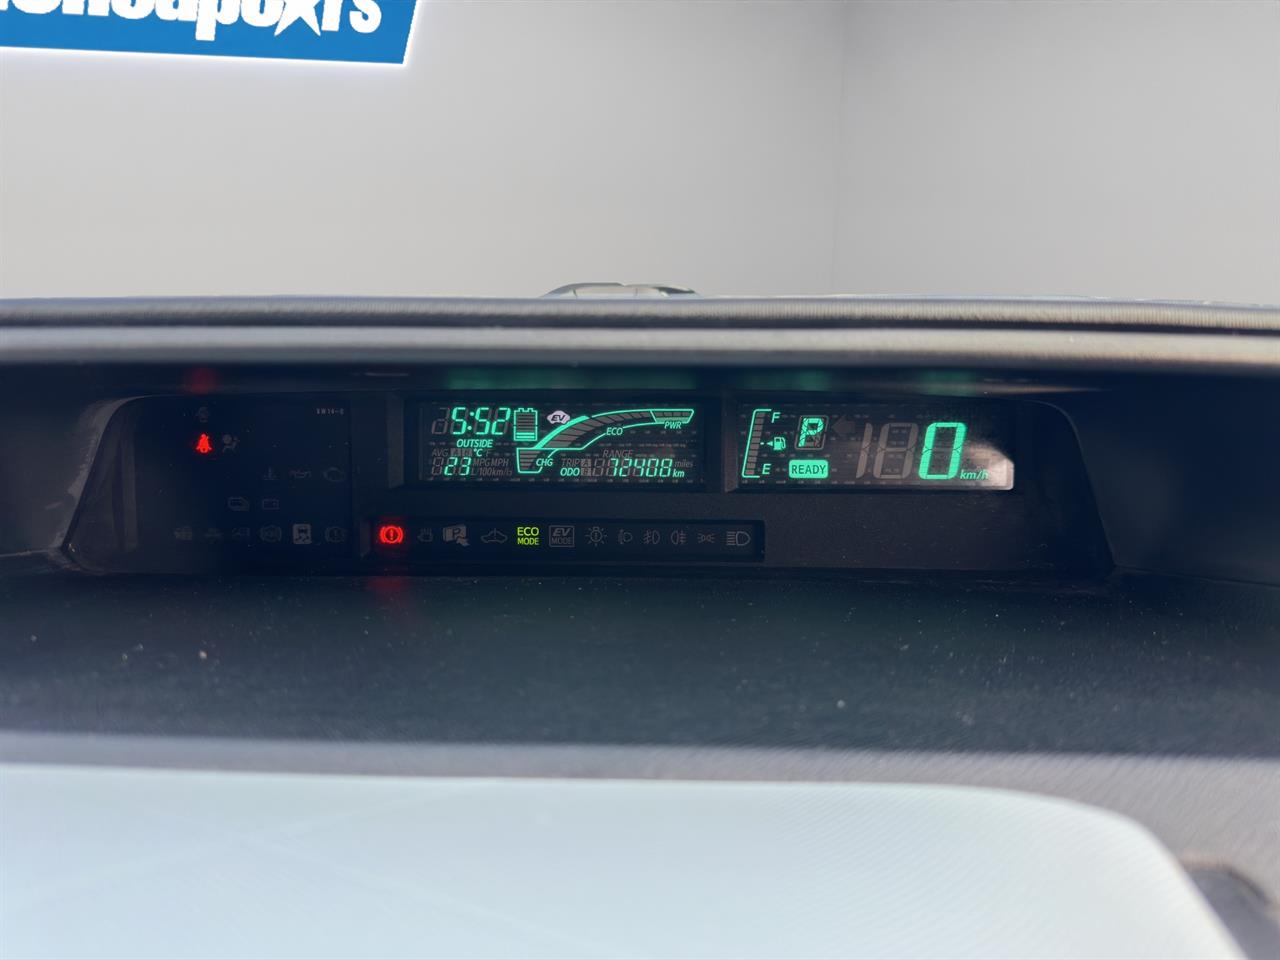 5:52
EV
ECO
PWR
CHG
OUTSIDE
°C
23
AVG
MPG MPH
L/100km/h
RANGE
TRIP A
ODO
72408 km
miles
F
E
P
READY
0 km/h
ECO
MODE
EV
MODE